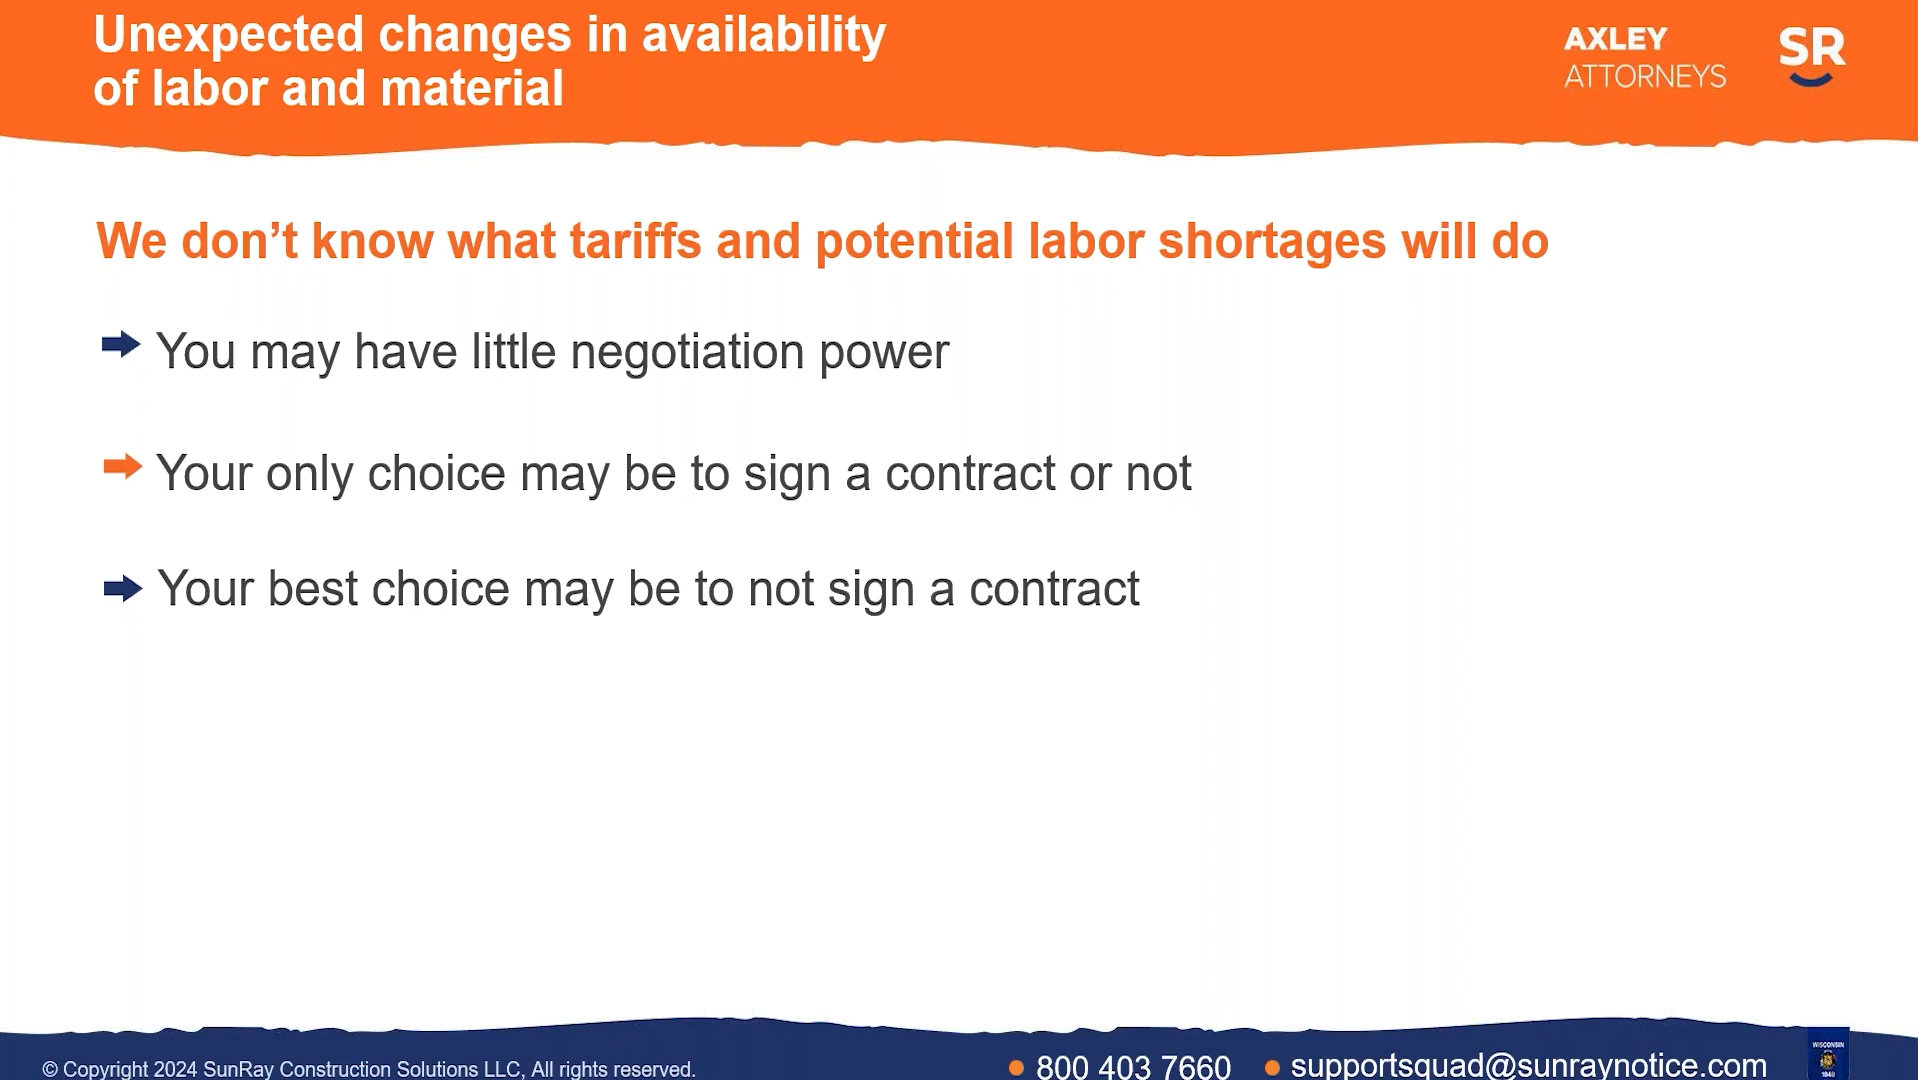 Unexpected changes in availability
of labor and material
AXLEY
ATTORNEYS
SR
We don’t know what tariffs and potential labor shortages will do
You may have little negotiation power
Your only choice may be to sign a contract or not
Your best choice may be to not sign a contract
© Copyright 2024 SunRay Construction Solutions LLC, All rights reserved.
800 403 7660
supportsquad@sunraynotice.com
WISCONSIN
1848